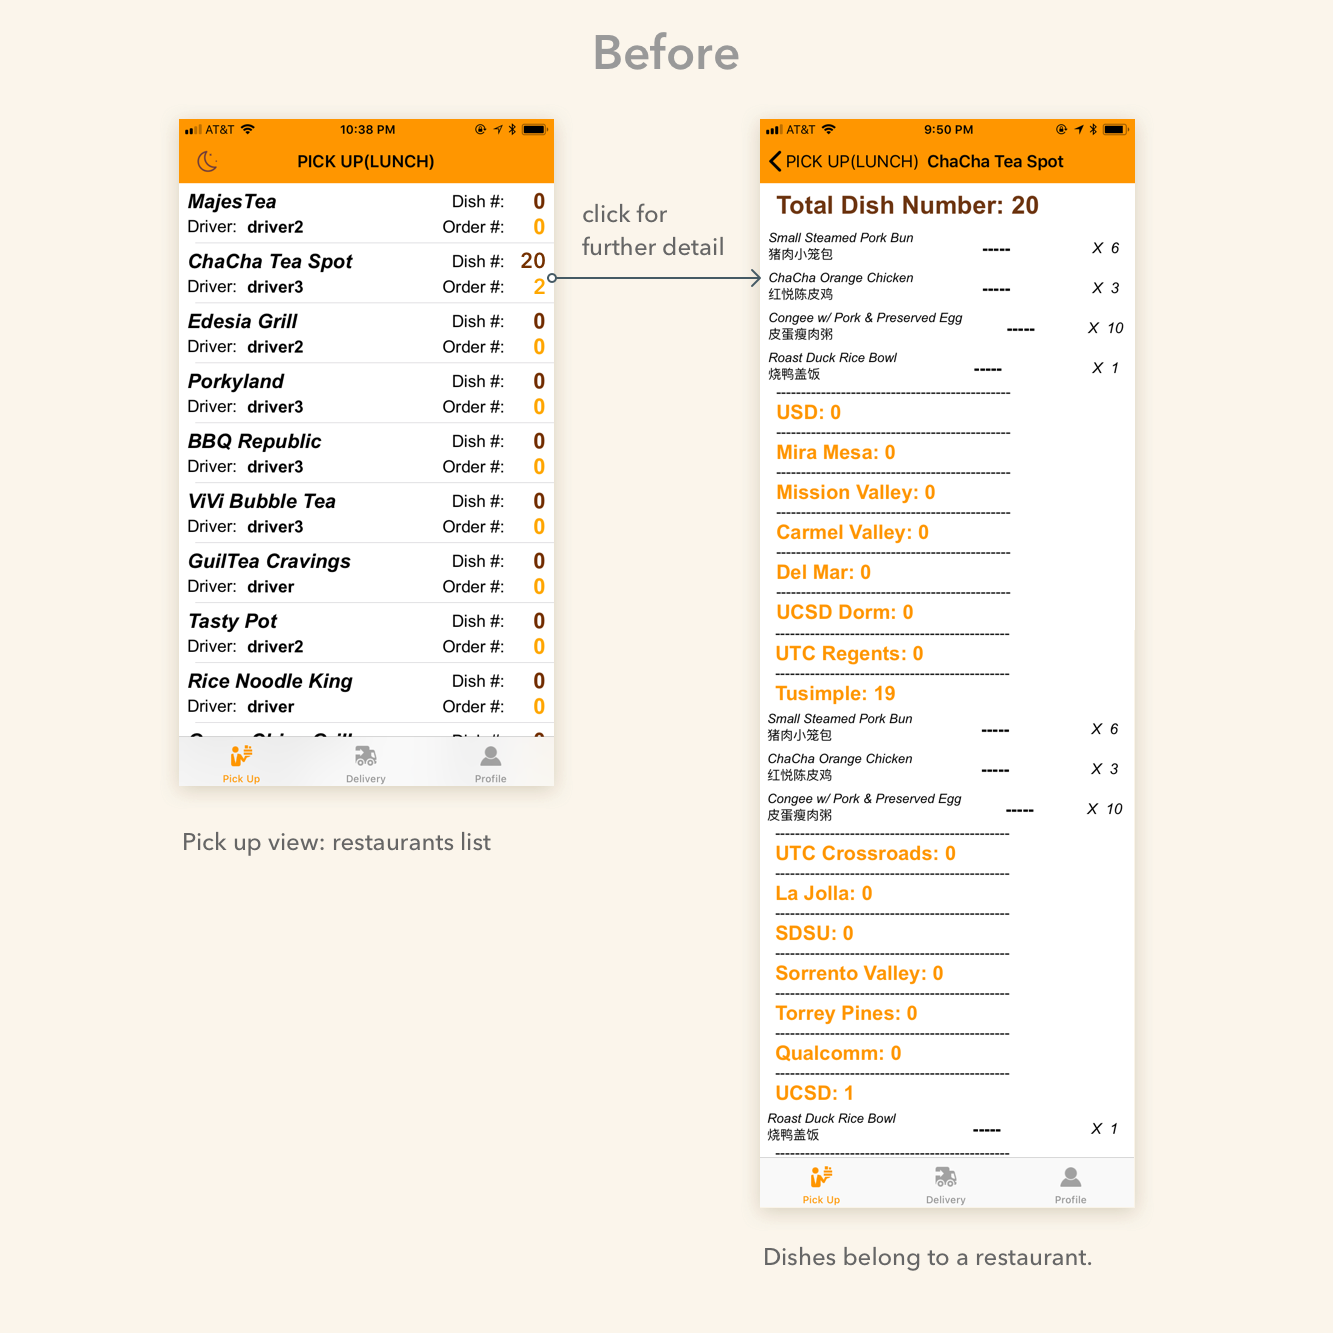 Before
AT&T 10:38 PM
PICK UP(LUNCH)
MajesTea Dish #: 0
Driver: driver2 Order #: 0
ChaCha Tea Spot Dish #: 20
Driver: driver3 Order #: 2
Edesia Grill Dish #: 0
Driver: driver2 Order #: 0
Porkyland Dish #: 0
Driver: driver3 Order #: 0
BBQ Republic Dish #: 0
Driver: driver3 Order #: 0
ViVi Bubble Tea Dish #: 0
Driver: driver3 Order #: 0
GuilTea Cravings Dish #: 0
Driver: driver Order #: 0
Tasty Pot Dish #: 0
Driver: driver2 Order #: 0
Rice Noodle King Dish #: 0
Driver: driver Order #: 0
Pick Up Delivery Profile
Pick up view: restaurants list
click for
further detail
AT&T 9:50 PM
PICK UP(LUNCH) ChaCha Tea Spot
Total Dish Number: 20
Small Steamed Pork Bun
猪肉小笼包 ----- X 6
ChaCha Orange Chicken
红悦陈皮鸡 ----- X 3
Congee w/ Pork & Preserved Egg
皮蛋瘦肉粥 ----- X 10
Roast Duck Rice Bowl
烧鸭盖饭 ----- X 1
USD: 0
Mira Mesa: 0
Mission Valley: 0
Carmel Valley: 0
Del Mar: 0
UCSD Dorm: 0
UTC Regents: 0
Tusimple: 19
Small Steamed Pork Bun
猪肉小笼包 ----- X 6
ChaCha Orange Chicken
红悦陈皮鸡 ----- X 3
Congee w/ Pork & Preserved Egg
皮蛋瘦肉粥 ----- X 10
UTC Crossroads: 0
La Jolla: 0
SDSU: 0
Sorrento Valley: 0
Torrey Pines: 0
Qualcomm: 0
UCSD: 1
Roast Duck Rice Bowl
烧鸭盖饭 ----- X 1
Pick Up Delivery Profile
Dishes belong to a restaurant.